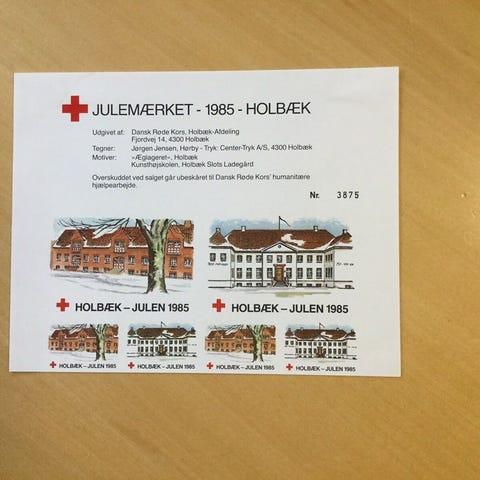 JULEMÆRKET - 1985 - HOLBÆK
Udgivet af: Dansk Røde Kors, Holbæk-Afdeling
Fjordvej 14, 4300 Holbæk
Tegner: Jørgen Jensen, Hørby - Tryk: Center-Tryk A/S, 4300 Holbæk
Motiver: »Æglageret«, Holbæk
Kunsthøjskolen, Holbæk Slots Ladegård
Overskuddet ved salget går ubeskåret til Dansk Røde Kors' humanitære
hjælpearbejde.
Nr. 3875
HOLBÆK – JULEN 1985
HOLBÆK – JULEN 1985
HOLBÆK – JULEN 1985
HOLBÆK – JULEN 1985
HOLBÆK – JULEN 1985
HOLBÆK – JULEN 1985